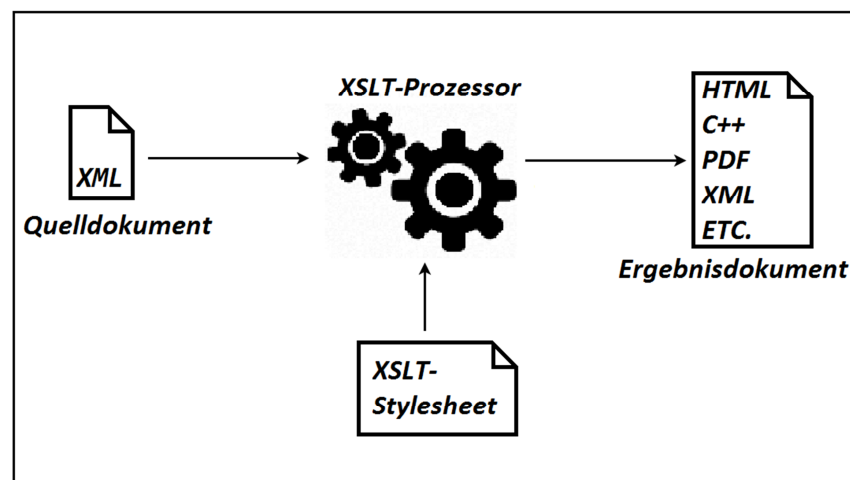 XSLT-Prozessor
XML
Quelldokument
HTML
C++
PDF
XML
ETC.
Ergebnisdokument
XSLT-
Stylesheet